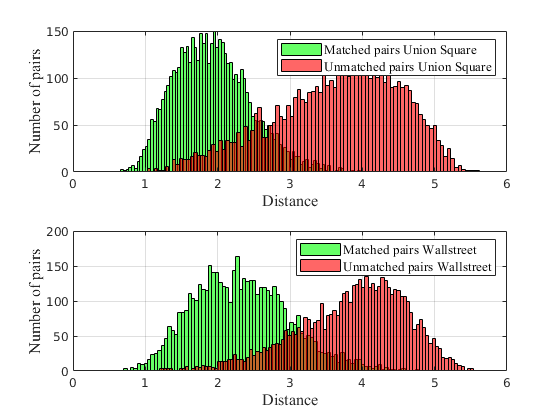 150
100
50
0
Number of pairs
Matched pairs Union Square
Unmatched pairs Union Square
0 1 2 3 4 5 6
Distance
200
150
100
50
0
Number of pairs
Matched pairs Wallstreet
Unmatched pairs Wallstreet
0 1 2 3 4 5 6
Distance